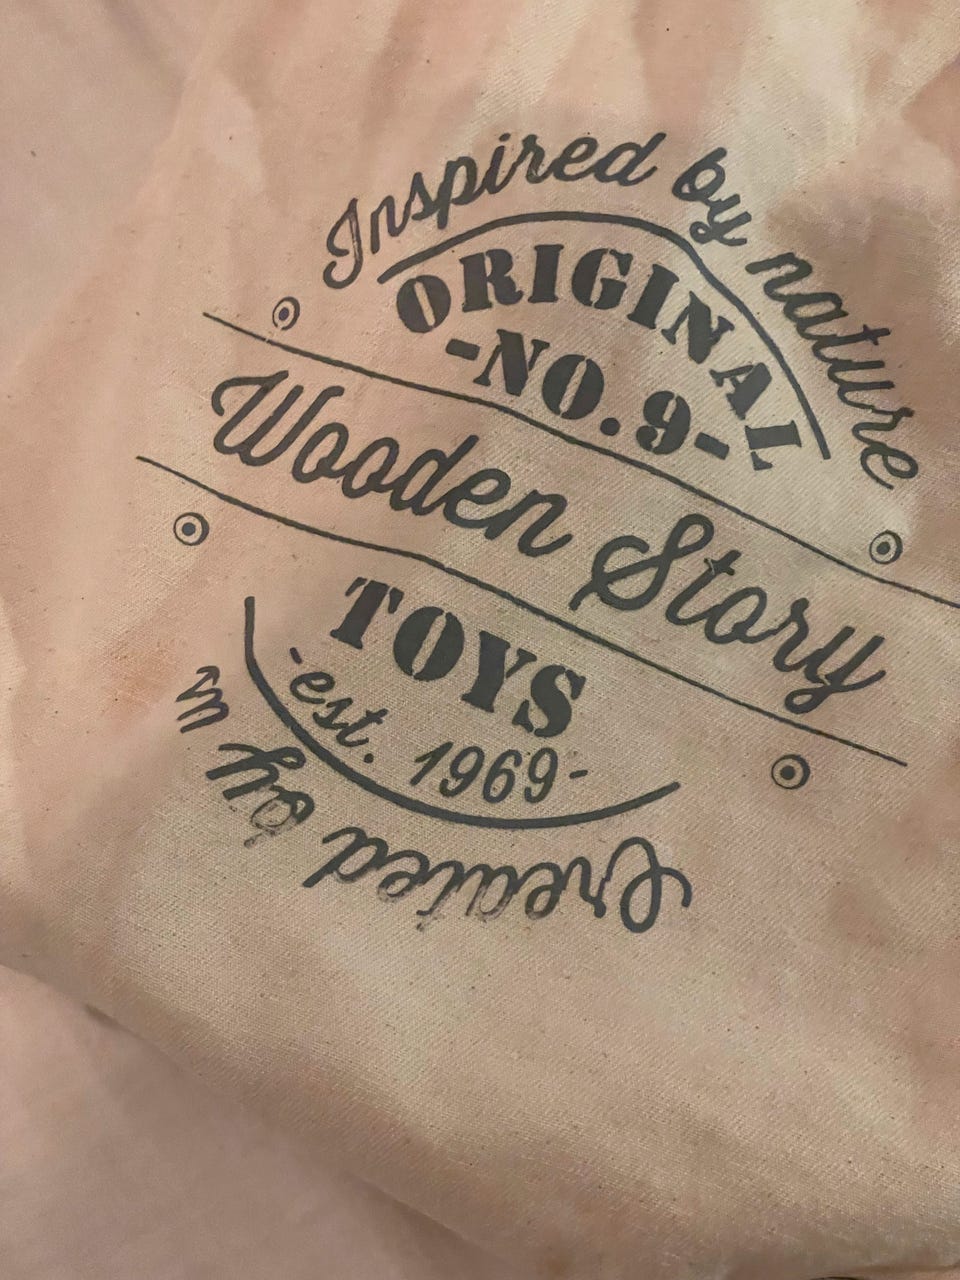 Inspired by nature
ORIGINAL
-NO.9-
Wooden Story
TOYS
-est. 1969-
Created by